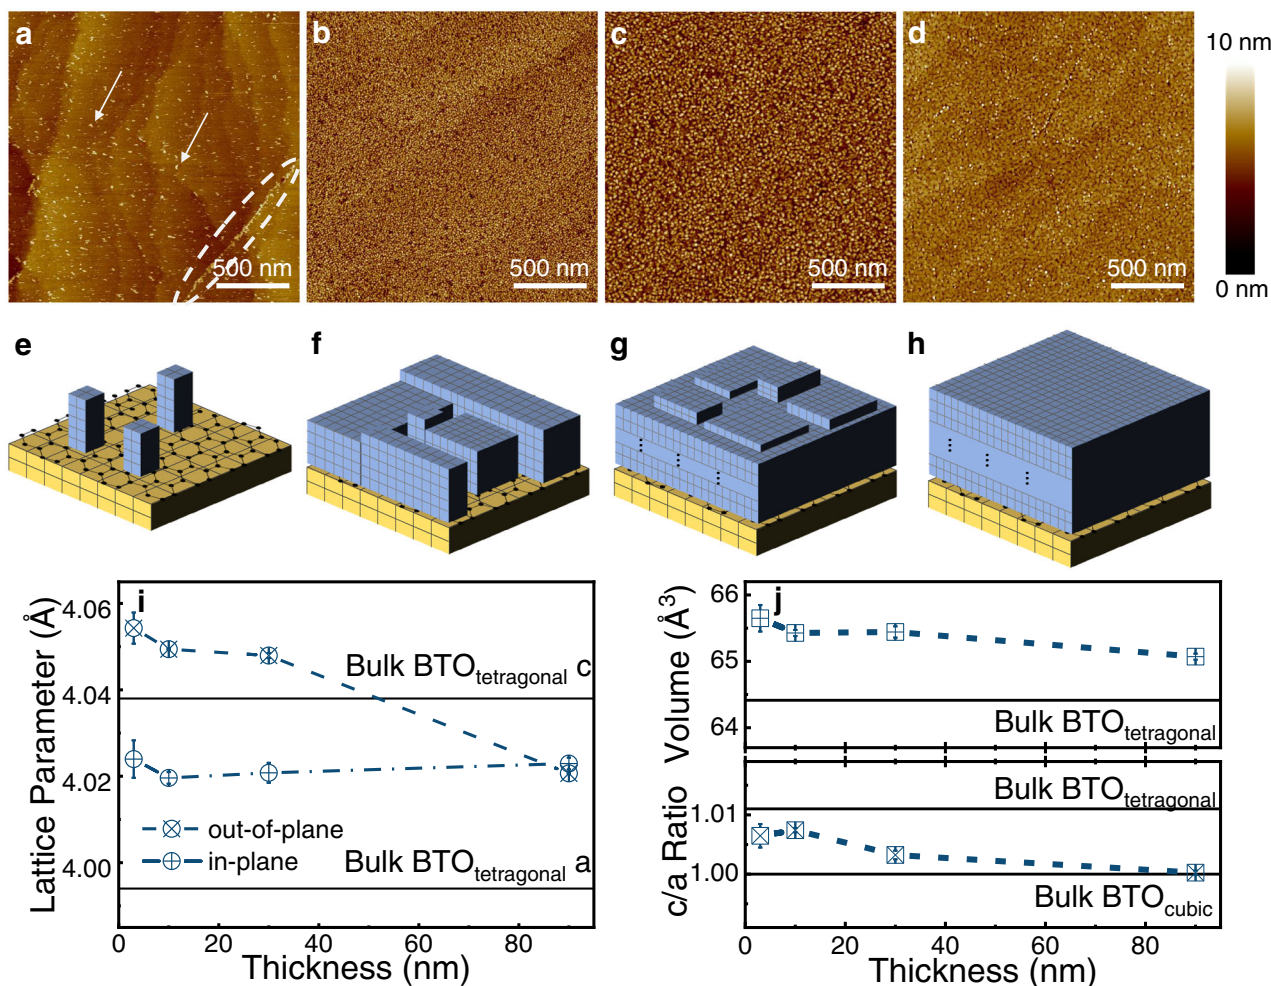 a b c d 10 nm
500 nm 500 nm 500 nm 500 nm
0 nm
e f g h
i
Lattice Parameter (Å)
4.06
4.04
4.02
4.00
Bulk BTOtetragonal c
out-of-plane
in-plane
Bulk BTOtetragonal a
0 20 40 60 80
Thickness (nm)
j
Volume (Å³)
66
65
64
Bulk BTOtetragonal
c/a Ratio
Bulk BTOtetragonal
1.01
1.00
Bulk BTOcubic
0 20 40 60 80
Thickness (nm)